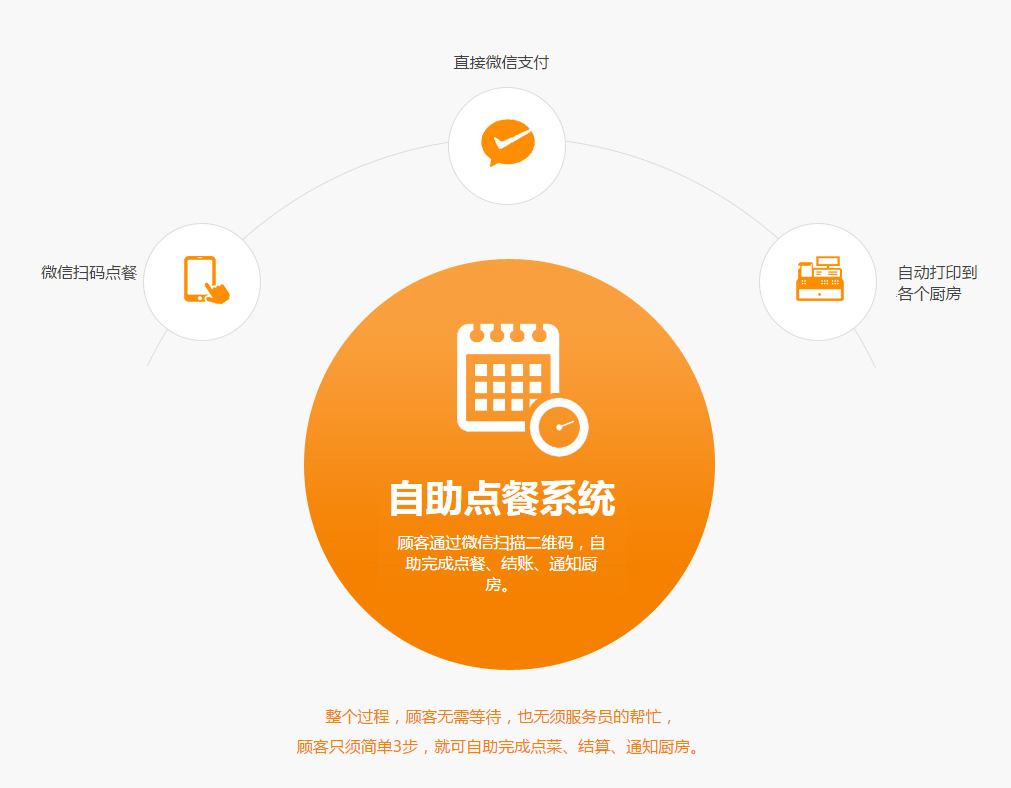 直接微信支付
微信扫码点餐
自动打印到
各个厨房
自助点餐系统
顾客通过微信扫描二维码，自
助完成点餐、结账、通知厨
房。
整个过程，顾客无需等待，也无须服务员的帮忙，
顾客只须简单3步，就可自助完成点菜、结算、通知厨房。